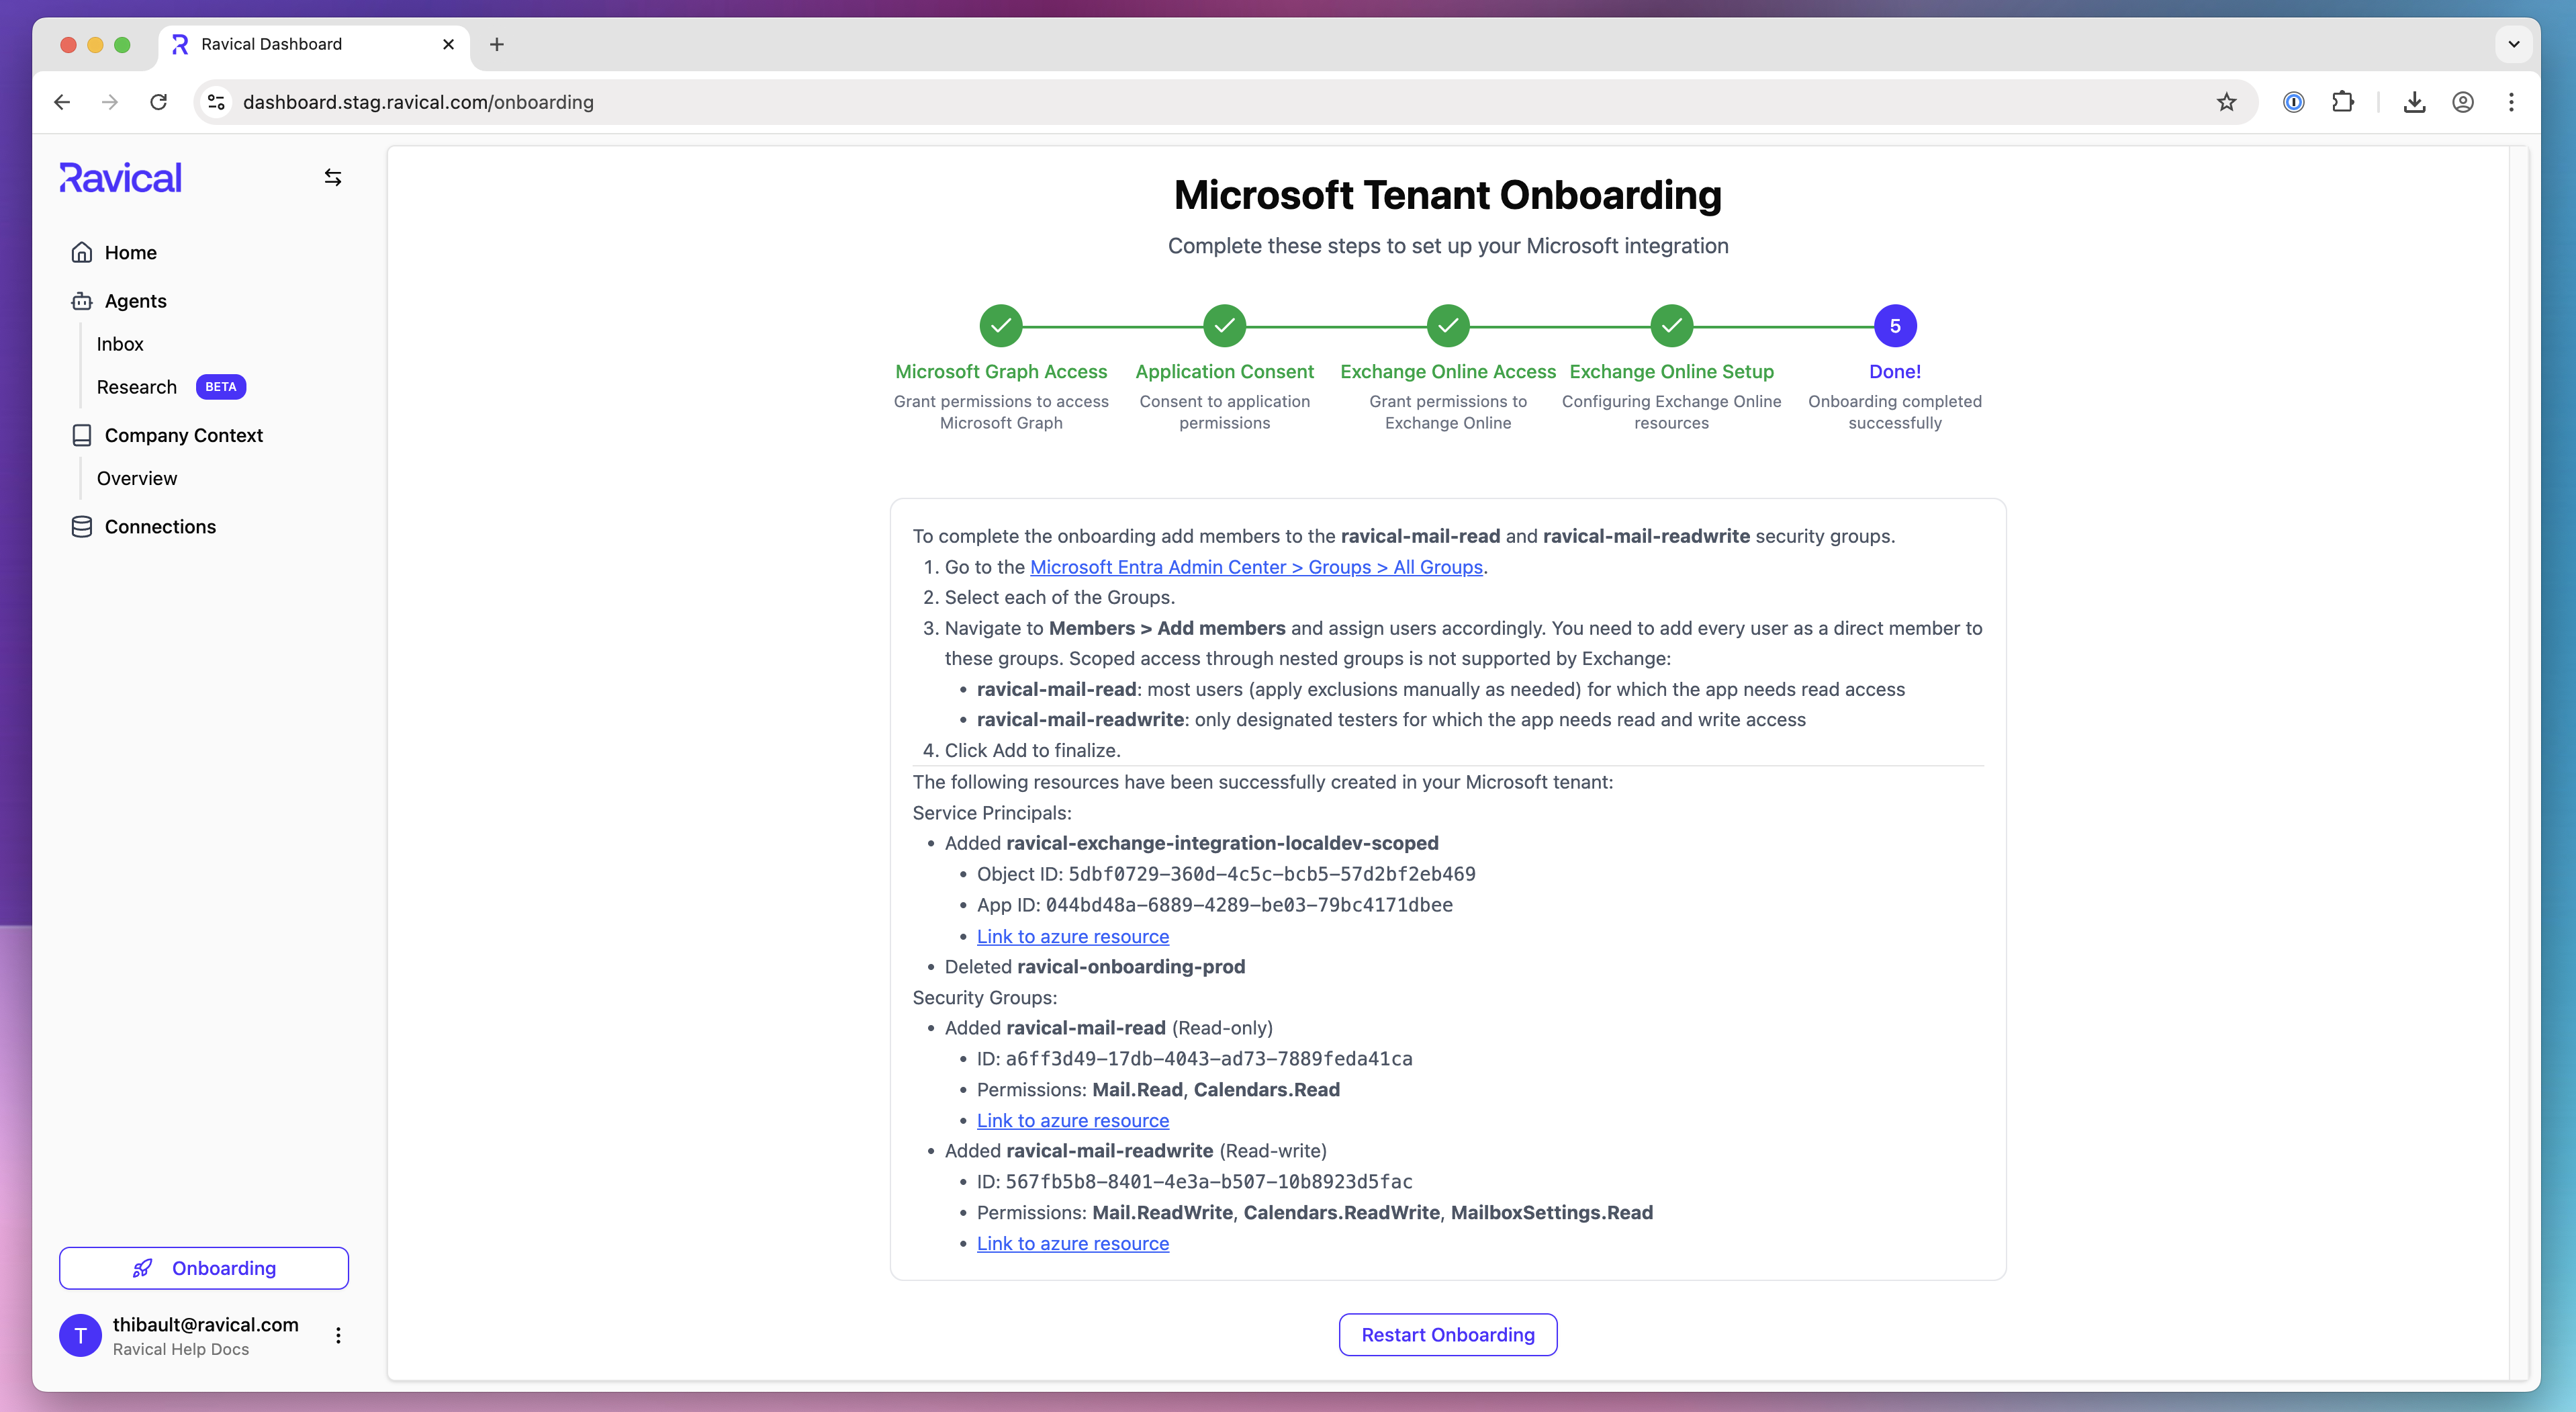 Ravical Dashboard
dashboard.stag.ravical.com/onboarding
Ravical
Home
Agents
Inbox
Research BETA
Company Context
Overview
Connections
Onboarding
T
thibault@ravical.com
Ravical Help Docs
Microsoft Tenant Onboarding
Complete these steps to set up your Microsoft integration
5
Microsoft Graph Access
Grant permissions to access
Microsoft Graph
Application Consent
Consent to application
permissions
Exchange Online Access
Grant permissions to
Exchange Online
Exchange Online Setup
Configuring Exchange Online
resources
Done!
Onboarding completed
successfully
To complete the onboarding add members to the ravical-mail-read and ravical-mail-readwrite security groups.
1. Go to the Microsoft Entra Admin Center > Groups > All Groups.
2. Select each of the Groups.
3. Navigate to Members > Add members and assign users accordingly. You need to add every user as a direct member to
these groups. Scoped access through nested groups is not supported by Exchange:
• ravical-mail-read: most users (apply exclusions manually as needed) for which the app needs read access
• ravical-mail-readwrite: only designated testers for which the app needs read and write access
4. Click Add to finalize.
The following resources have been successfully created in your Microsoft tenant:
Service Principals:
• Added ravical-exchange-integration-localdev-scoped
• Object ID: 5dbf0729-360d-4c5c-bcb5-57d2bf2eb469
• App ID: 044bd48a-6889-4289-be03-79bc4171dbee
• Link to azure resource
• Deleted ravical-onboarding-prod
Security Groups:
• Added ravical-mail-read (Read-only)
• ID: a6ff3d49-17db-4043-ad73-7889feda41ca
• Permissions: Mail.Read, Calendars.Read
• Link to azure resource
• Added ravical-mail-readwrite (Read-write)
• ID: 567fb5b8-8401-4e3a-b507-10b8923d5fac
• Permissions: Mail.ReadWrite, Calendars.ReadWrite, MailboxSettings.Read
• Link to azure resource
Restart Onboarding